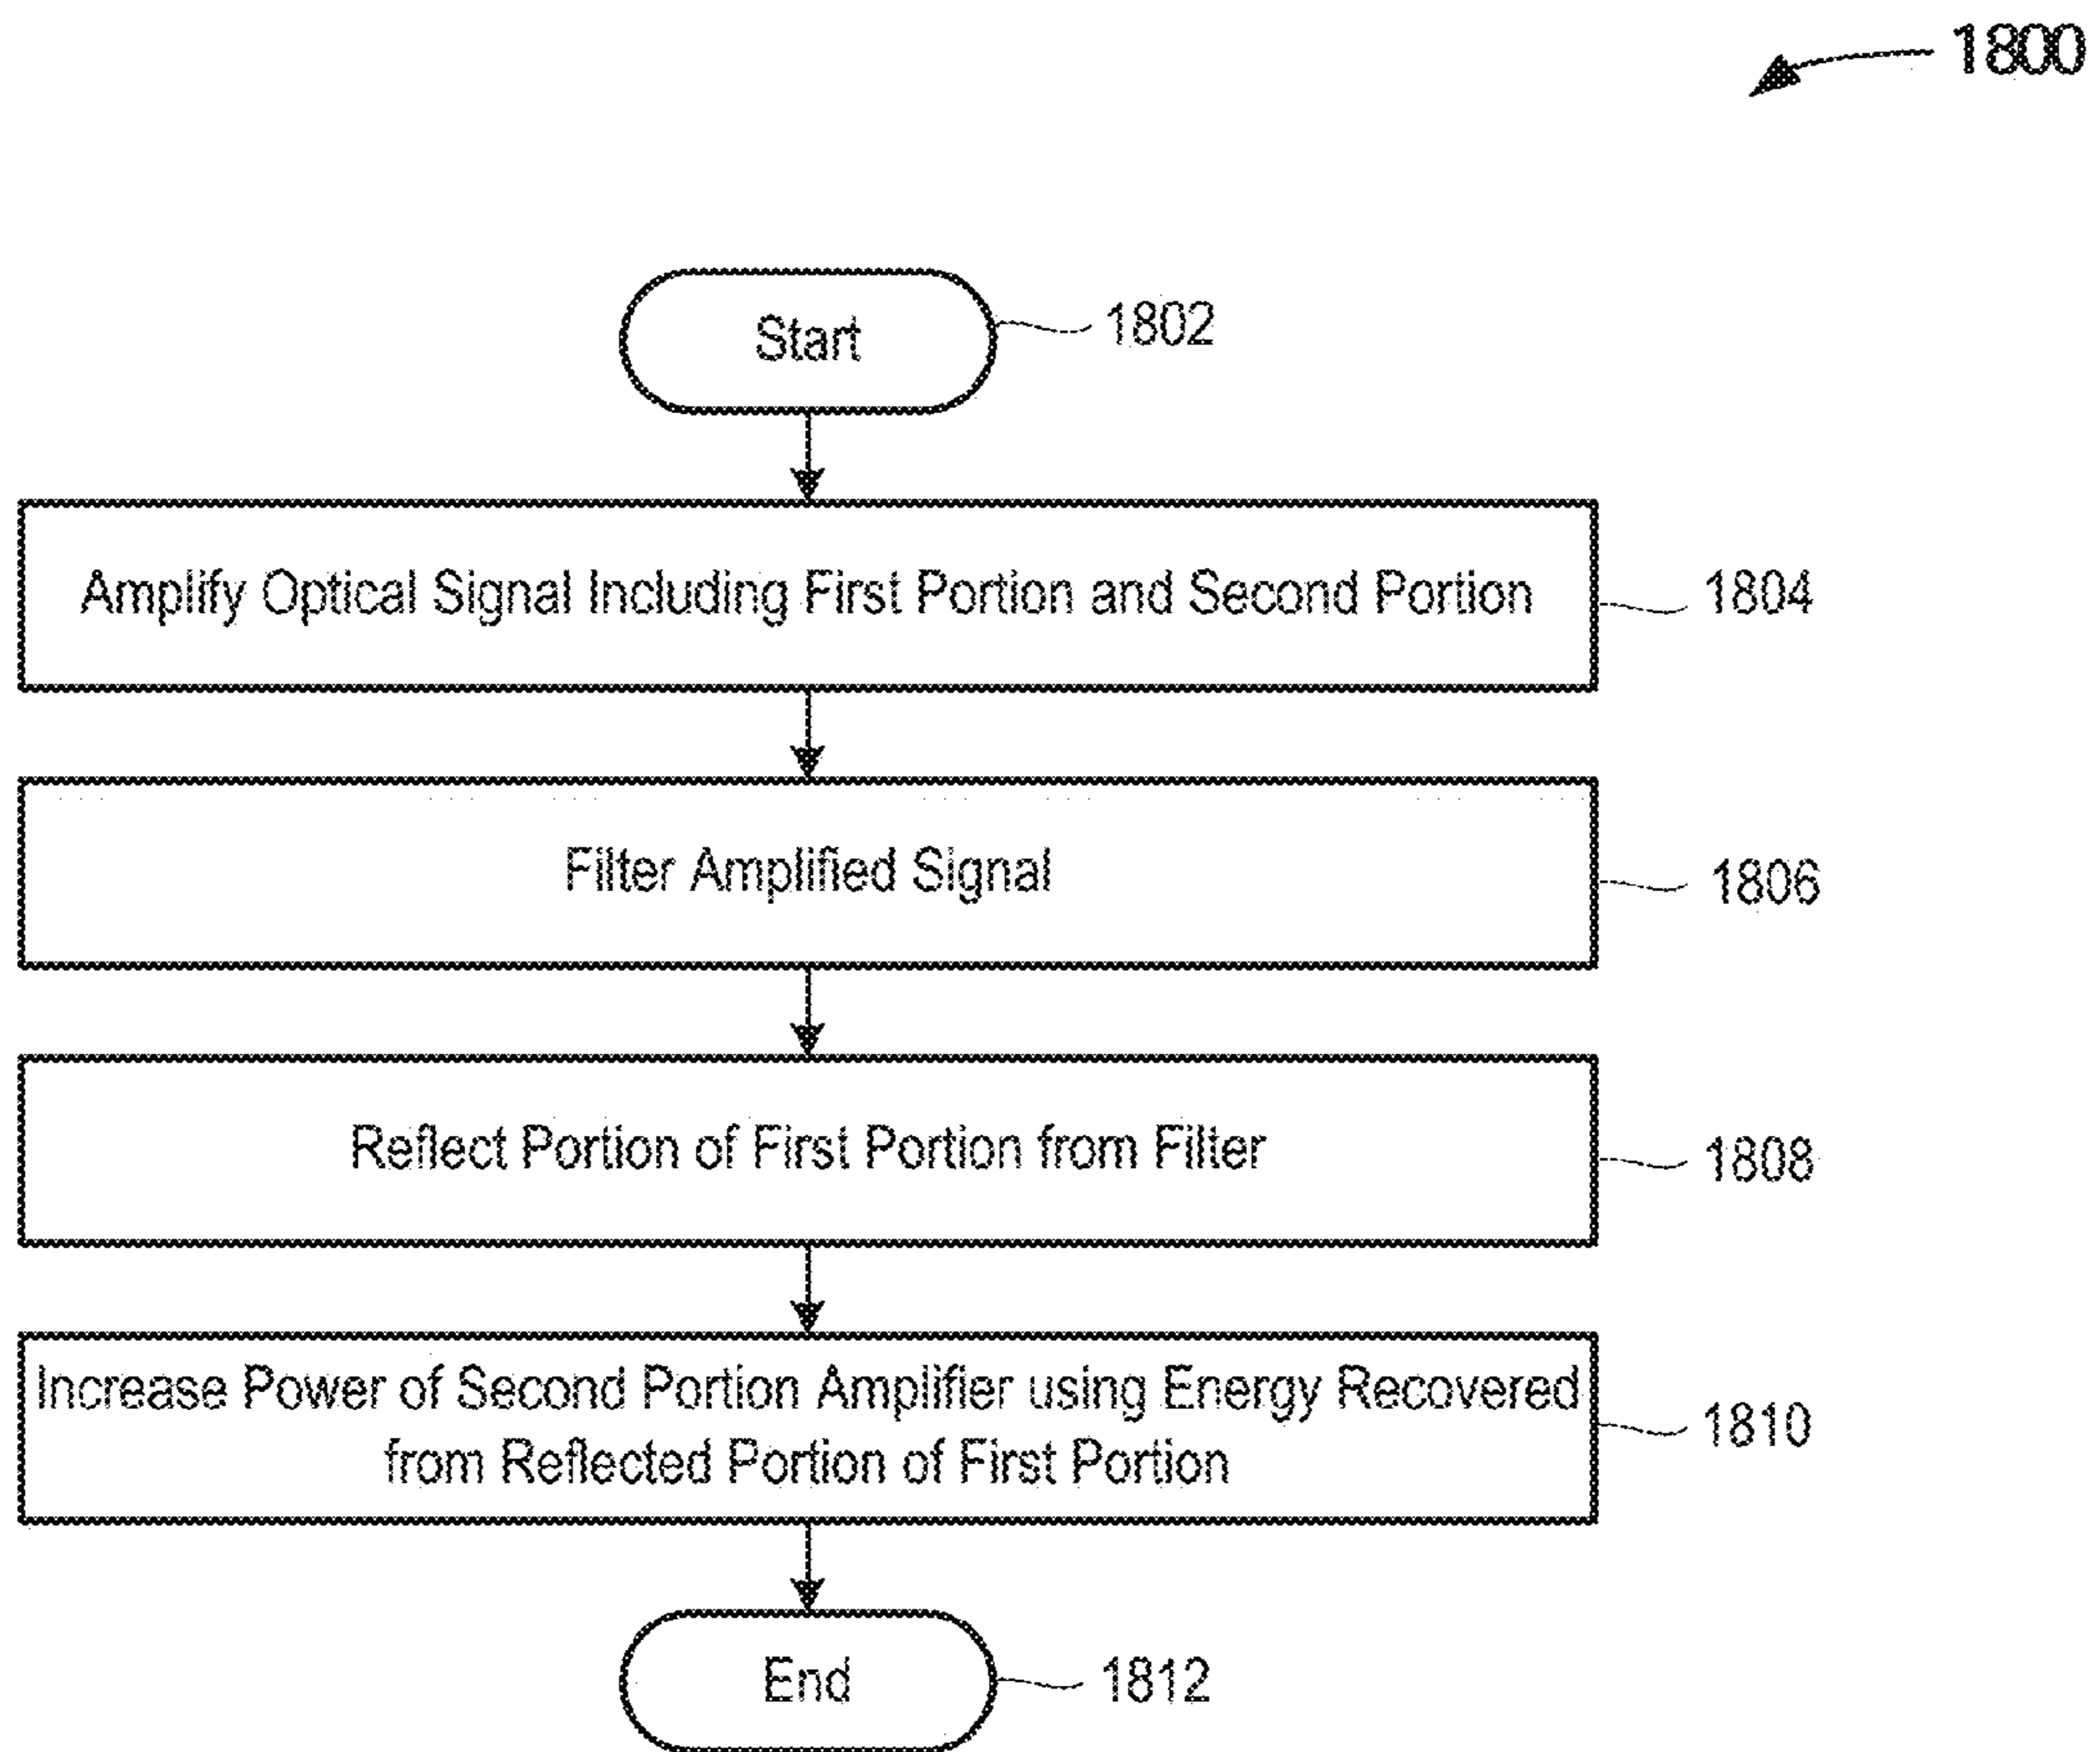 1800
Start
1802
Amplify Optical Signal Including First Portion and Second Portion
1804
Filter Amplified Signal
1806
Reflect Portion of First Portion from Filter
1808
Increase Power of Second Portion Amplifier using Energy Recovered
from Reflected Portion of First Portion
1810
End
1812